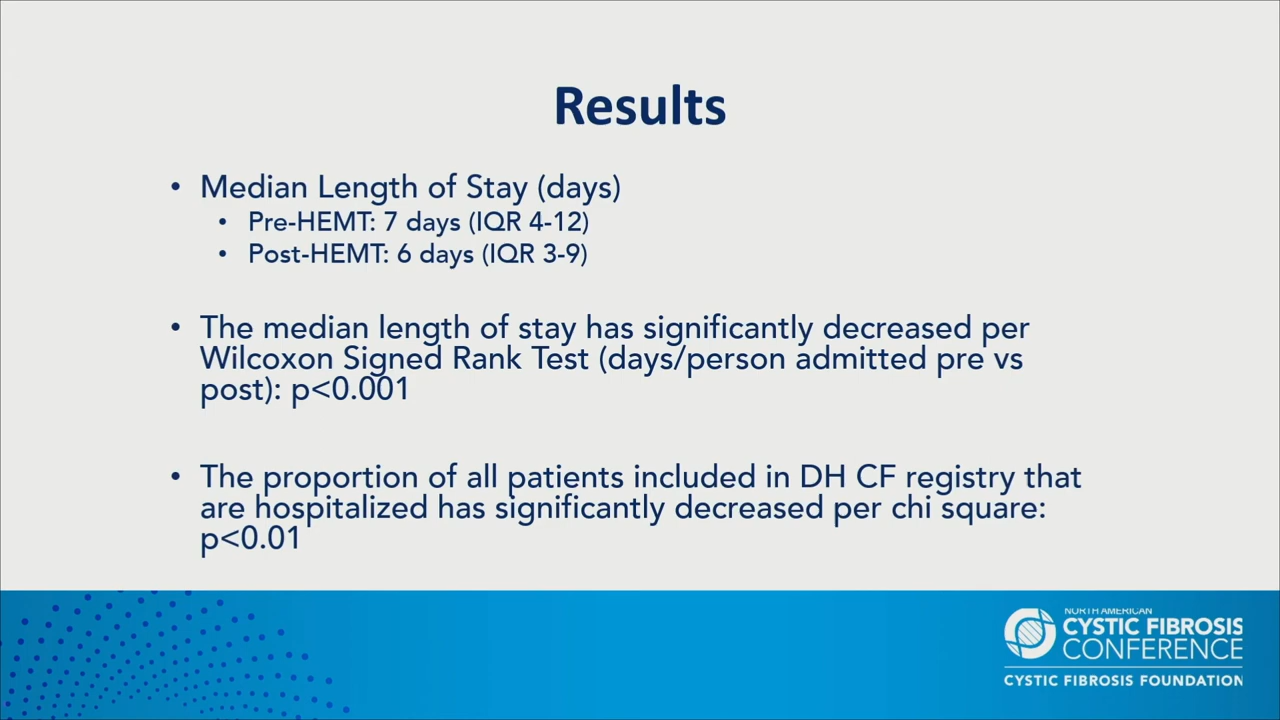 Results
• Median Length of Stay (days)
• Pre-HEMT: 7 days (IQR 4-12)
• Post-HEMT: 6 days (IQR 3-9)
• The median length of stay has significantly decreased per
Wilcoxon Signed Rank Test (days/person admitted pre vs
post): p<0.001
• The proportion of all patients included in DH CF registry that
are hospitalized has significantly decreased per chi square:
p<0.01
NORTH AMERICAN
CYSTIC FIBROSIS
CONFERENCE
CYSTIC FIBROSIS FOUNDATION